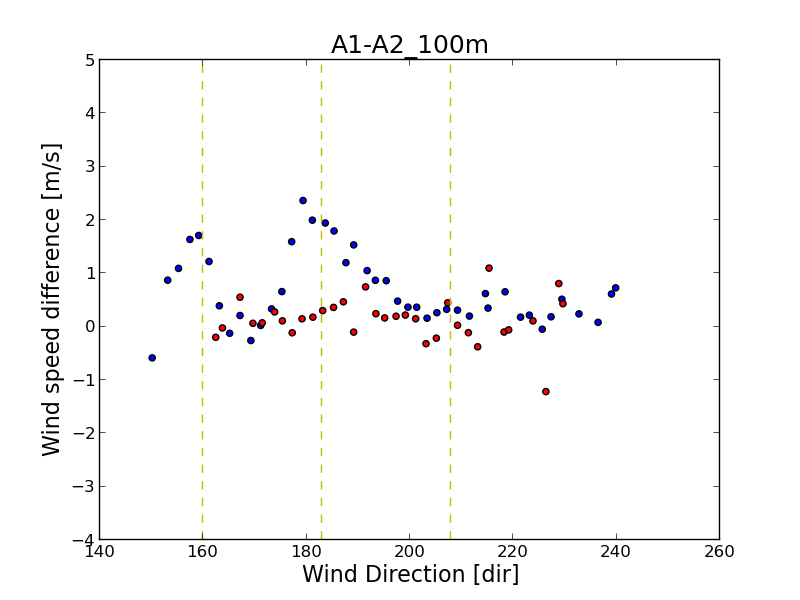 A1-A2_100m
Wind speed difference [m/s]
5
4
3
2
1
0
−1
−2
−3
−4
140 160 180 200 220 240 260
Wind Direction [dir]